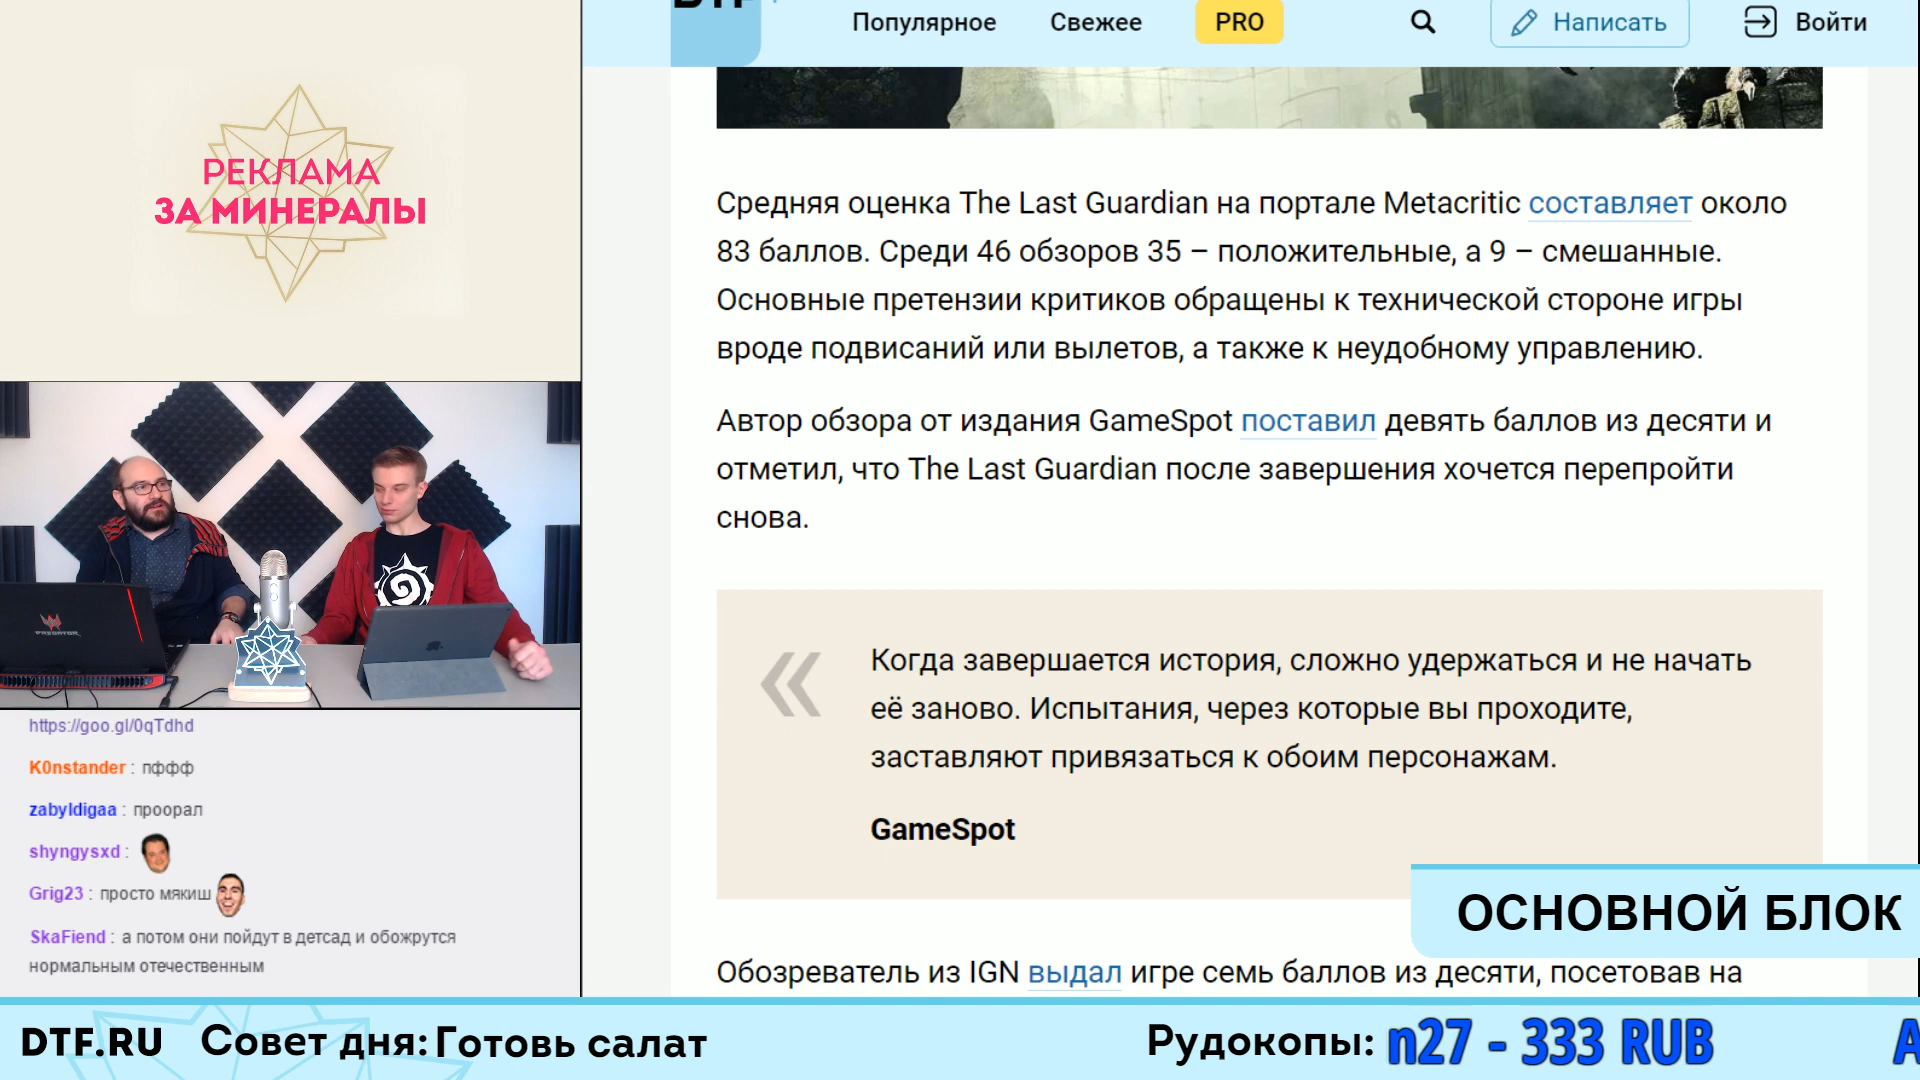 РЕКЛАМА
ЗА МИНЕРАЛЫ
PREDATOR
https://goo.gl/0qTdhd
K0nstander : пффф
zabyldigaa : проорал
shyngysxd :
Grig23 : просто мякиш
SkaFiend : а потом они пойдут в детсад и обожрутся
нормальным отечественным
DTF
Популярное
Свежее
PRO
Написать
Войти
Средняя оценка The Last Guardian на портале Metacritic составляет около
83 баллов. Среди 46 обзоров 35 – положительные, а 9 – смешанные.
Основные претензии критиков обращены к технической стороне игры
вроде подвисаний или вылетов, а также к неудобному управлению.
Автор обзора от издания GameSpot поставил девять баллов из десяти и
отметил, что The Last Guardian после завершения хочется перепройти
снова.
«
Когда завершается история, сложно удержаться и не начать
её заново. Испытания, через которые вы проходите,
заставляют привязаться к обоим персонажам.
GameSpot
ОСНОВНОЙ БЛОК
Обозреватель из IGN выдал игре семь баллов из десяти, посетовав на
DTF.RU
Совет дня: Готовь салат
Рудокопы: n27 - 333 RUB